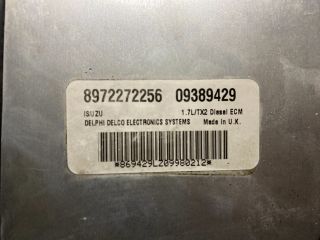 8972272256 09389429
ISUZU 1.7L/TX2 Diesel ECM
DELPHI DELCO ELECTRONICS SYSTEMS Made in U.K.
*869429LZ09980212*